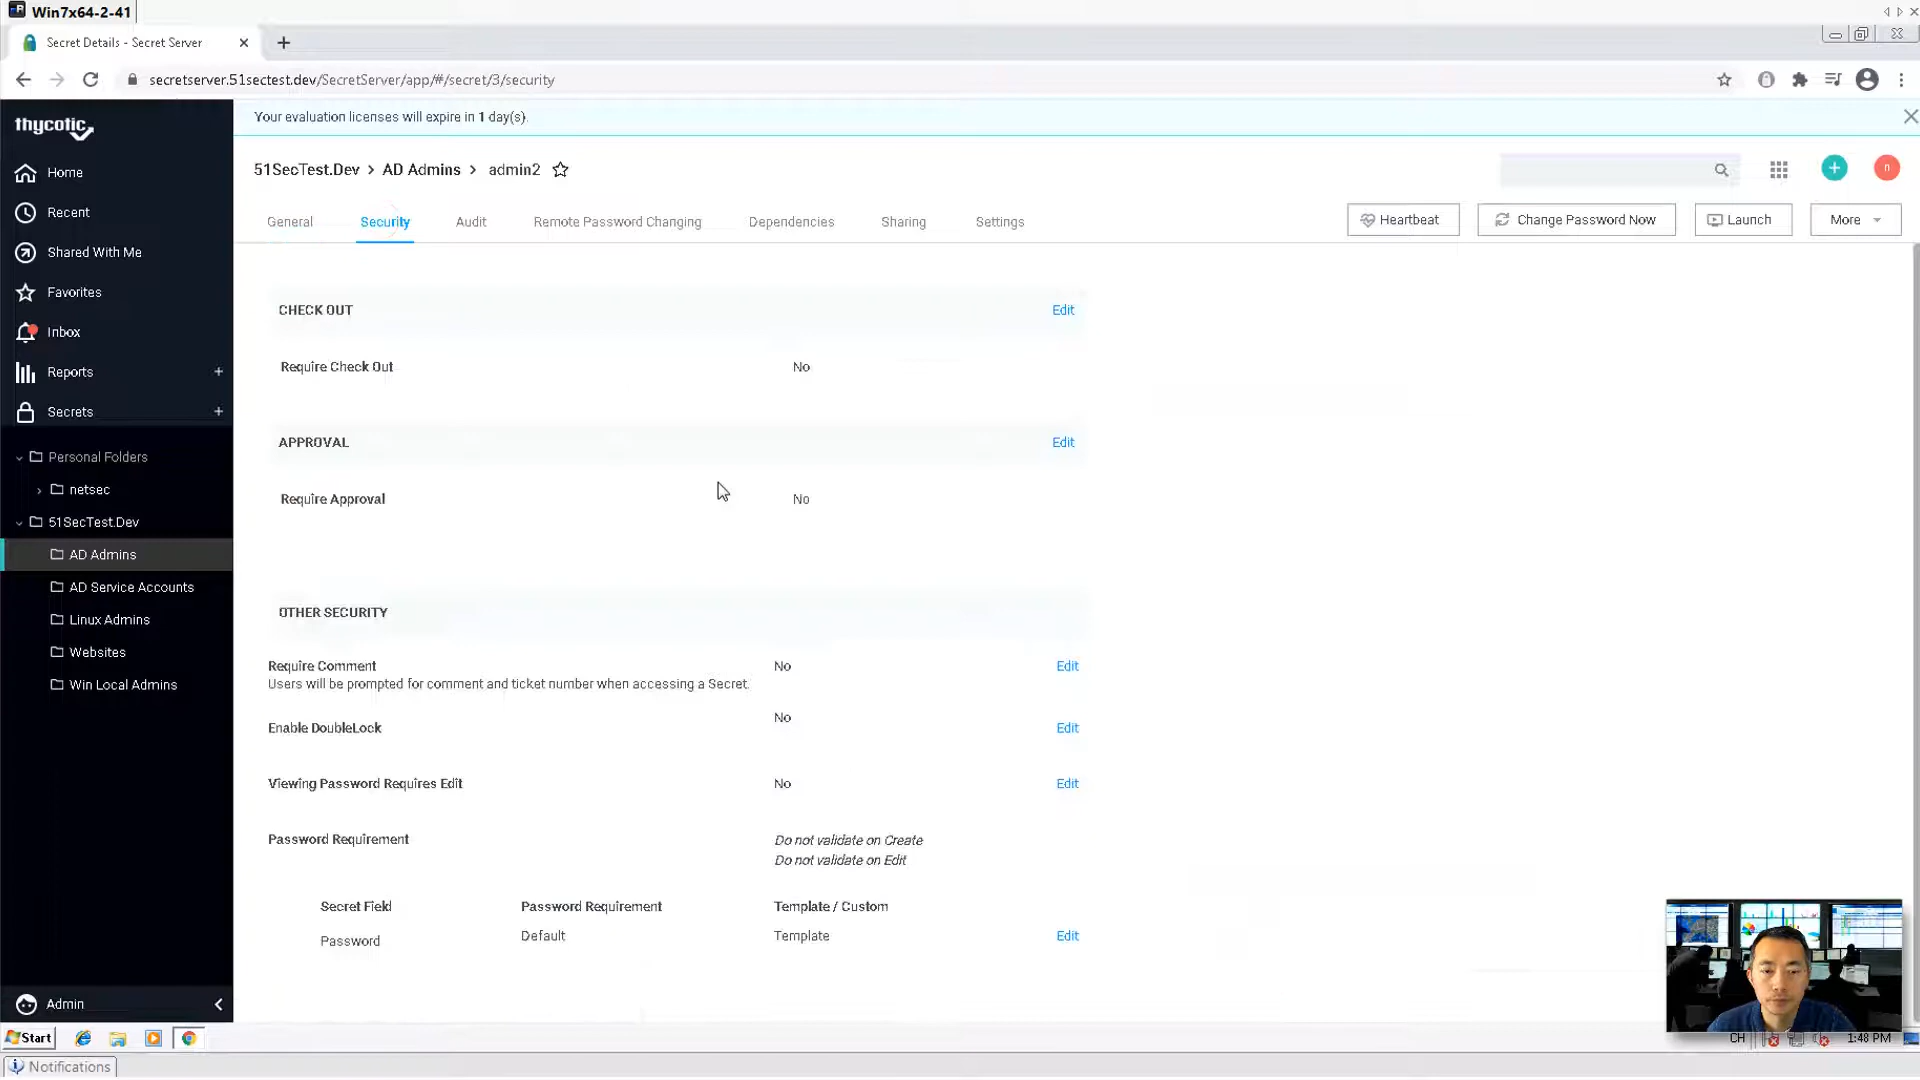 Win7x64-2-41
Secret Details - Secret Server
secretserver.51sectest.dev/SecretServer/app/#/secret/3/security
thycotic
Your evaluation licenses will expire in 1 day(s).
Home
Recent
Shared With Me
Favorites
Inbox
Reports +
Secrets +
Personal Folders
netsec
51SecTest.Dev
AD Admins
AD Service Accounts
Linux Admins
Websites
Win Local Admins
Admin
51SecTest.Dev > AD Admins > admin2
n
General Security Audit Remote Password Changing Dependencies Sharing Settings
Heartbeat Change Password Now Launch More
CHECK OUT Edit
Require Check Out No
APPROVAL Edit
Require Approval No
OTHER SECURITY
Require Comment No Edit
Users will be prompted for comment and ticket number when accessing a Secret.
Enable DoubleLock No Edit
Viewing Password Requires Edit No Edit
Password Requirement Do not validate on Create
Do not validate on Edit
Secret Field Password Requirement Template / Custom
Password Default Template Edit
Start
CH 1:48 PM
Notifications